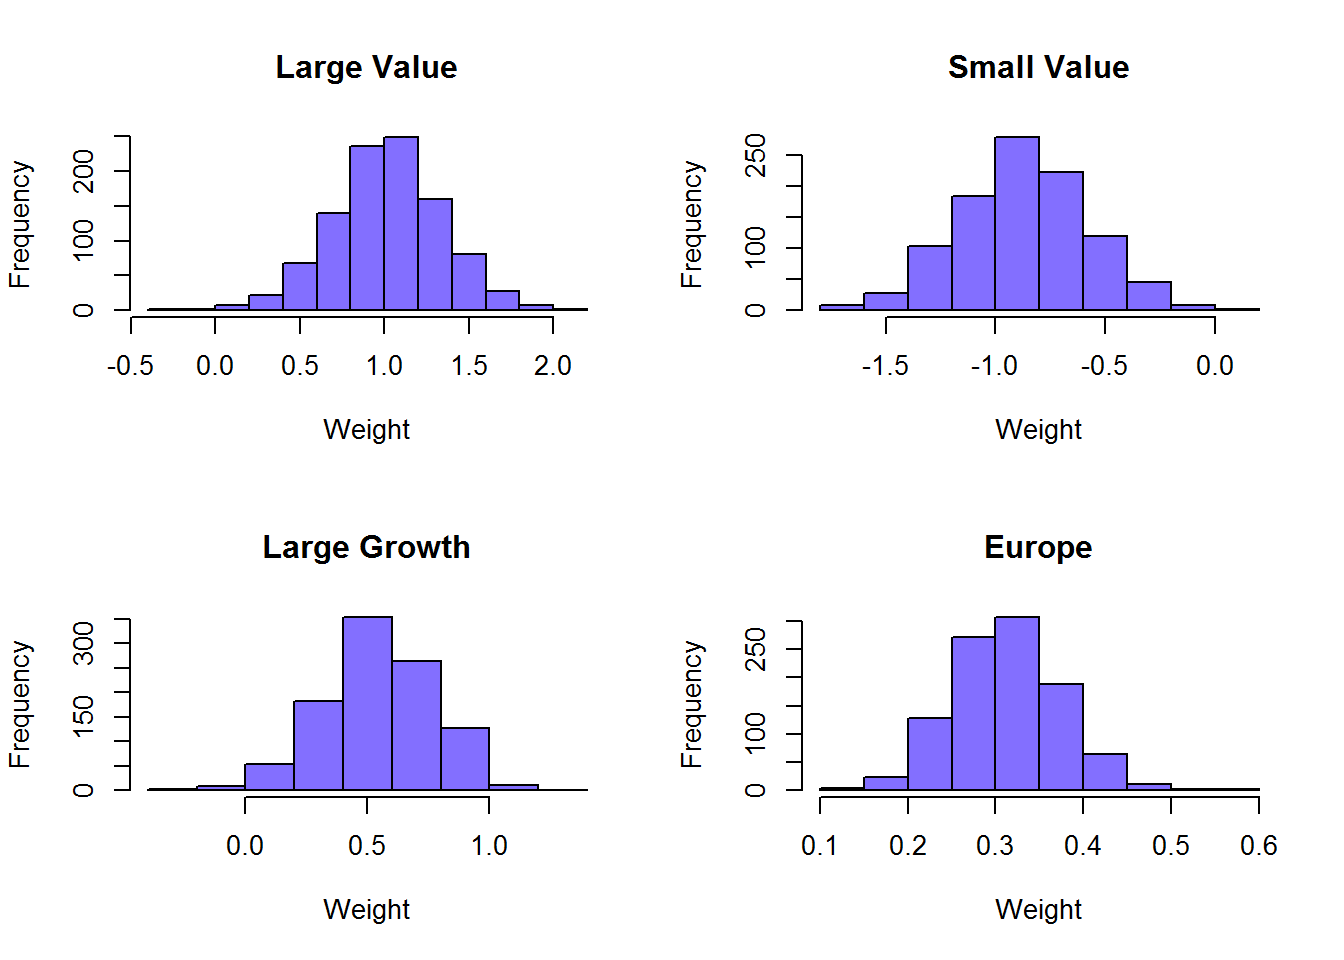 Large Value
Frequency
0 100 200
-0.5 0.0 0.5 1.0 1.5 2.0
Weight
Small Value
Frequency
0 100 250
-1.5 -1.0 -0.5 0.0
Weight
Large Growth
Frequency
0 150 300
0.0 0.5 1.0
Weight
Europe
Frequency
0 100 250
0.1 0.2 0.3 0.4 0.5 0.6
Weight